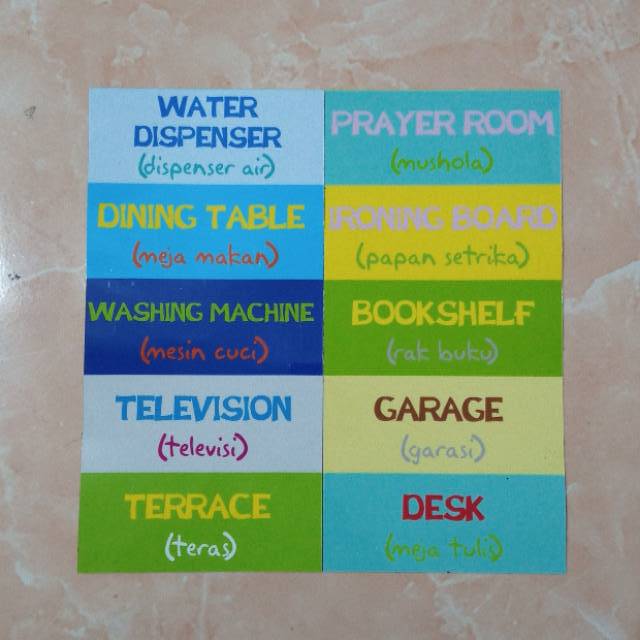 WATER
DISPENSER
(dispenser air)
PRAYER ROOM
(mushola)
DINING TABLE
(meja makan)
IRONING BOARD
(papan setrika)
WASHING MACHINE
(mesin cuci)
BOOKSHELF
(rak buku)
TELEVISION
(televisi)
GARAGE
(garasi)
TERRACE
(teras)
DESK
(meja tulis)